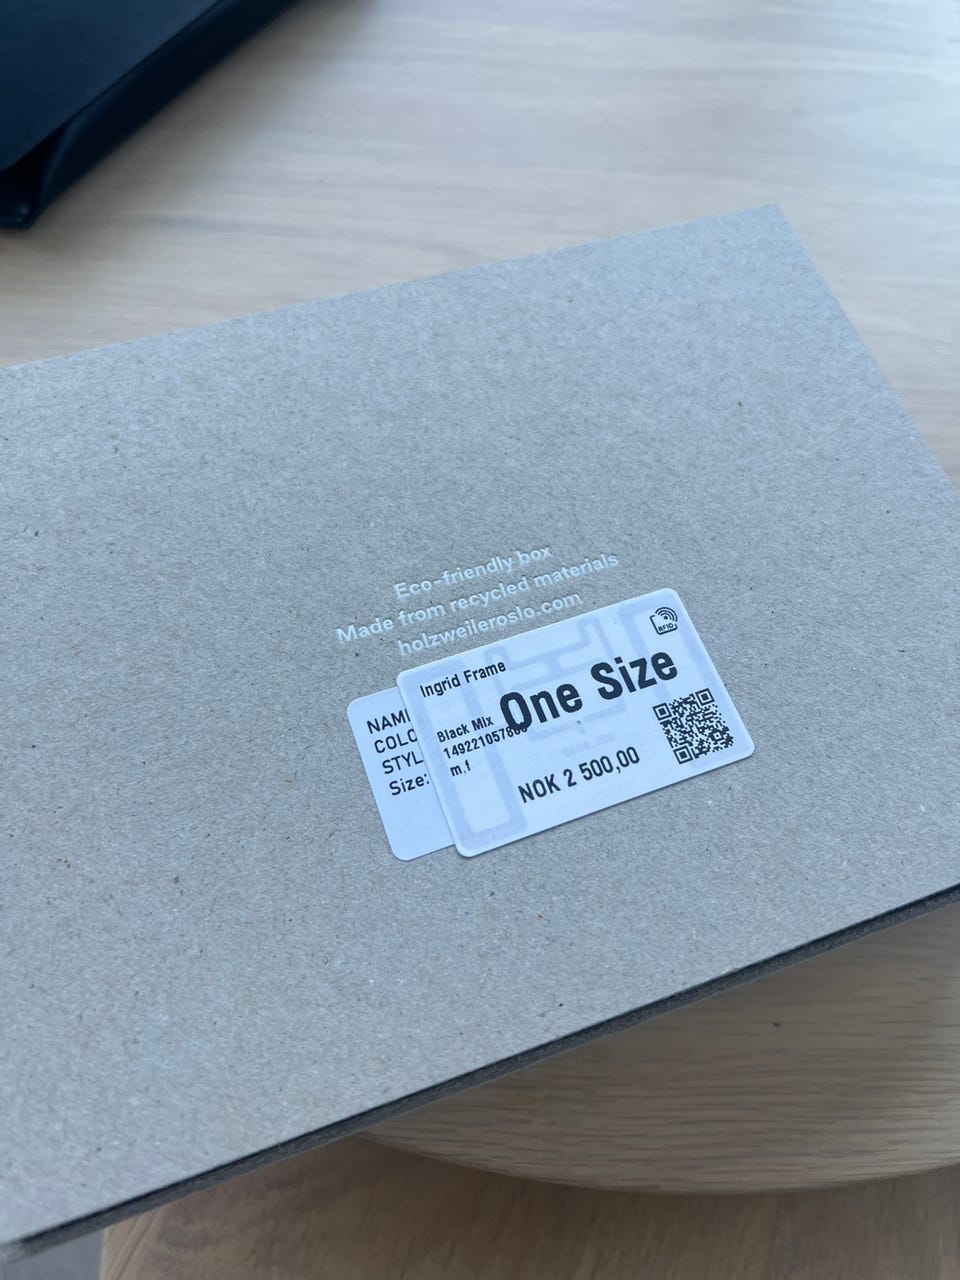 Eco-friendly box
Made from recycled materials
holzweileroslo.com
RFID
Ingrid Frame
One Size
Black Mix
m,f
NOK 2 500,00
NAM
COLO
STYL
Size: